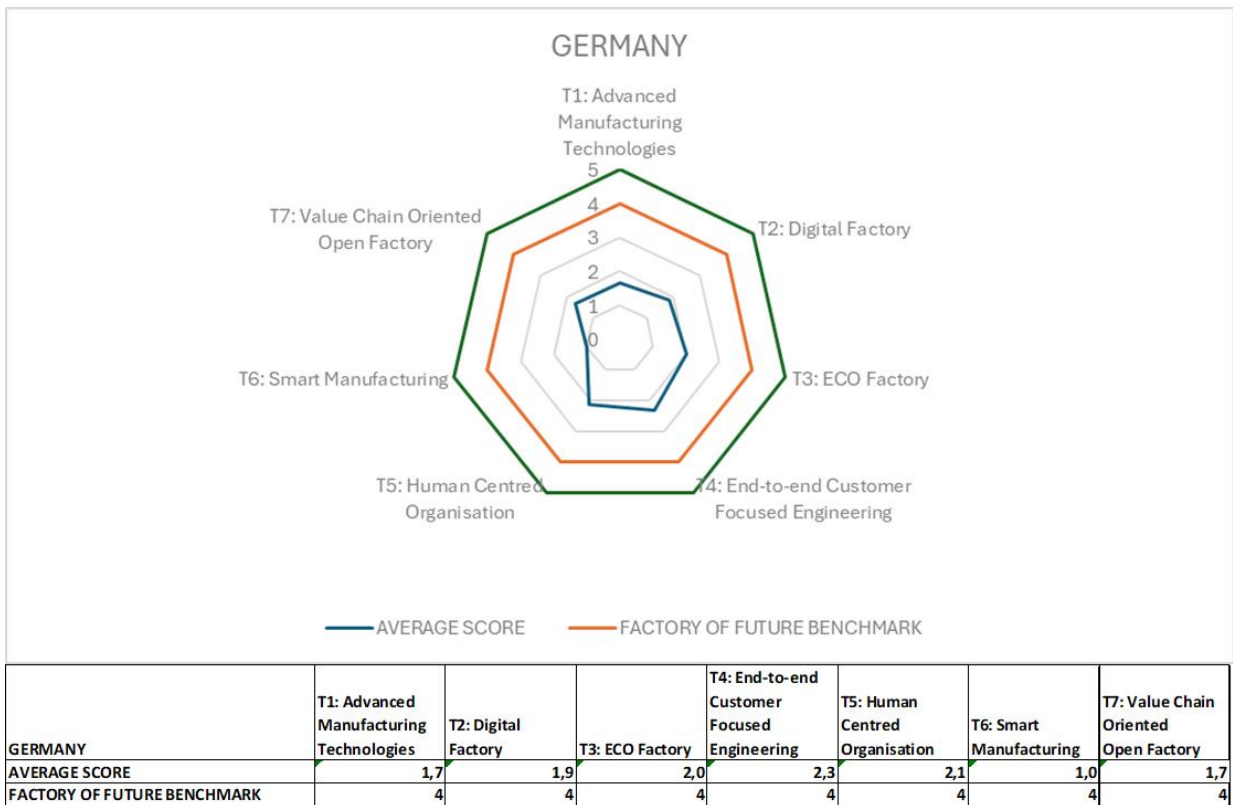 GERMANY
T1: Advanced
Manufacturing
Technologies
5
4
3
2
1
0
T2: Digital Factory
T3: ECO Factory
T4: End-to-end Customer
Focused Engineering
T5: Human Centred
Organisation
T6: Smart Manufacturing
T7: Value Chain Oriented
Open Factory
AVERAGE SCORE
FACTORY OF FUTURE BENCHMARK
GERMANY
T1: Advanced
Manufacturing
Technologies
T2: Digital
Factory
T3: ECO Factory
T4: End-to-end
Customer
Focused
Engineering
T5: Human
Centred
Organisation
T6: Smart
Manufacturing
T7: Value Chain
Oriented
Open Factory
AVERAGE SCORE 1,7 1,9 2,0 2,3 2,1 1,0 1,7
FACTORY OF FUTURE BENCHMARK 4 4 4 4 4 4 4